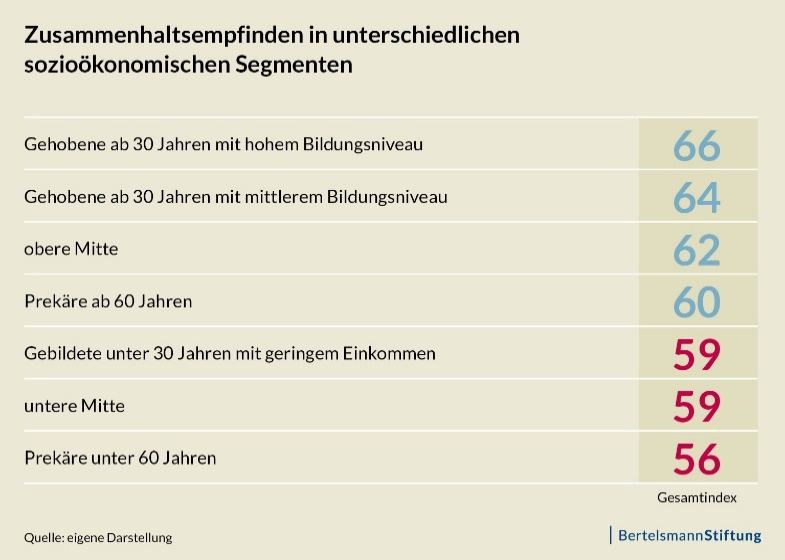 Zusammenhaltsempfinden in unterschiedlichen
sozioökonomischen Segmenten
Gehobene ab 30 Jahren mit hohem Bildungsniveau 66
Gehobene ab 30 Jahren mit mittlerem Bildungsniveau 64
obere Mitte 62
Prekäre ab 60 Jahren 60
Gebildete unter 30 Jahren mit geringem Einkommen 59
untere Mitte 59
Prekäre unter 60 Jahren 56
Gesamtindex
Quelle: eigene Darstellung
BertelsmannStiftung